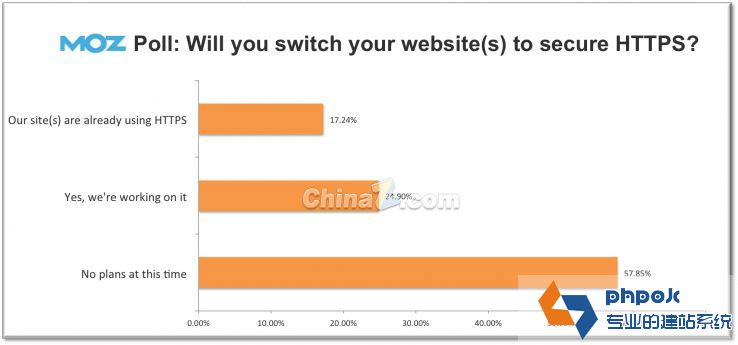 MOZ Poll: Will you switch your website(s) to secure HTTPS?
Our site(s) are already using HTTPS
17.24%
Yes, we're working on it
24.90%
China
.com
No plans at this time
57.85%
0.00%
10.00%
20.00%
30.00%
40.00%
phpok
专业的建站系统